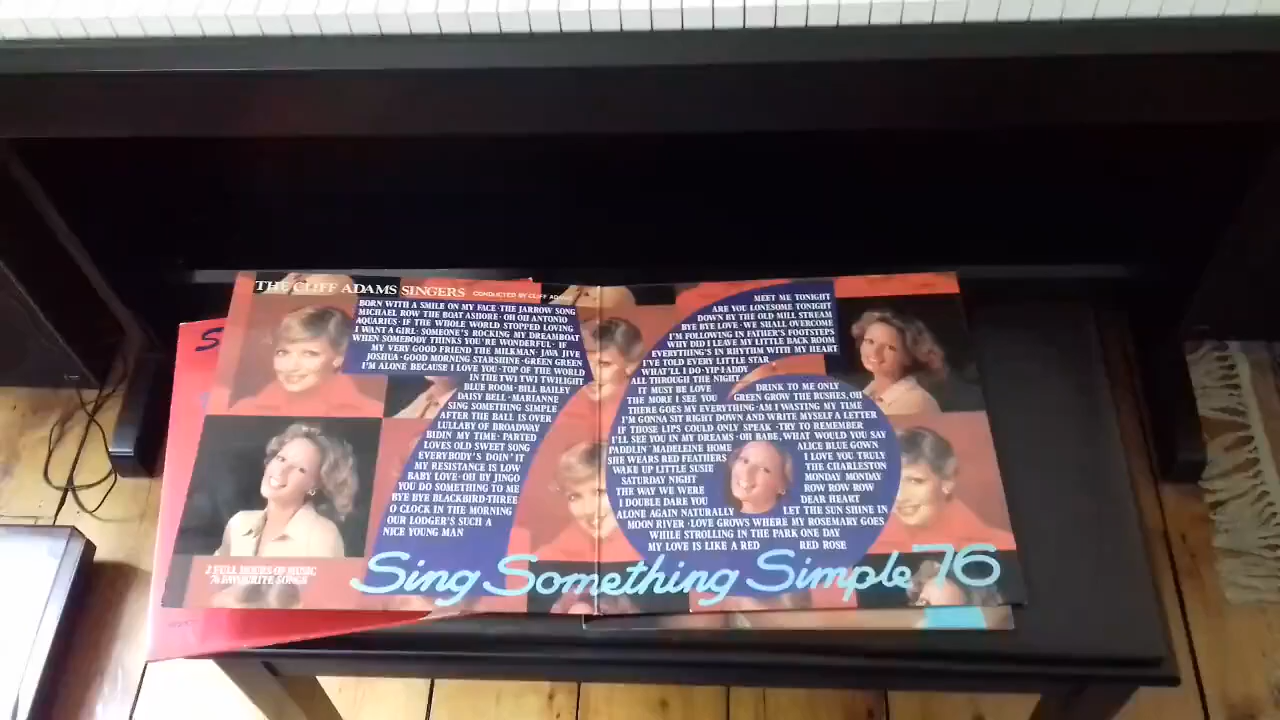 THE CLIFF ADAMS SINGERS CONDUCTED BY CLIFF ADAMS
BORN WITH A SMILE ON MY FACE·THE JARROW SONG
MICHAEL ROW THE BOAT ASHORE·OH OH ANTONIO
AQUARIUS·IF THE WHOLE WORLD STOPPED LOVING
I WANT A GIRL·SOMEONE'S ROCKING MY DREAMBOAT
WHEN SOMEBODY THINKS YOU'RE WONDERFUL·IF
MY VERY GOOD FRIEND THE MILKMAN·JAVA JIVE
JOSHUA·GOOD MORNING STARSHINE·GREEN GREEN
I'M ALONE BECAUSE I LOVE YOU·TOP OF THE WORLD
IN THE TWI TWI TWILIGHT
BLUE ROOM·BILL BAILEY
DAISY BELL·MARIANNE
SING SOMETHING SIMPLE
AFTER THE BALL IS OVER
LULLABY OF BROADWAY
BIDIN MY TIME·PARTED
LOVES OLD SWEET SONG
EVERYBODY'S DOIN' IT
MY RESISTANCE IS LOW
BABY LOVE·OH BY JINGO
YOU DO SOMETHING TO ME
BYE BYE BLACKBIRD·THREE
O CLOCK IN THE MORNING
OUR LODGER'S SUCH A
NICE YOUNG MAN
MEET ME TONIGHT
ARE YOU LONESOME TONIGHT
DOWN BY THE OLD MILL STREAM
BYE BYE LOVE·WE SHALL OVERCOME
I'M FOLLOWING IN FATHER'S FOOTSTEPS
WHY DID I LEAVE MY LITTLE BACK ROOM
EVERYTHING'S IN RHYTHM WITH MY HEART
I'VE TOLD EVERY LITTLE STAR
WHAT'LL I DO·YIP I ADDY
ALL THROUGH THE NIGHT
IT MUST BE LOVE DRINK TO ME ONLY
THE MORE I SEE YOU GREEN GROW THE RUSHES, OH
THERE GOES MY EVERYTHING·AM I WASTING MY TIME
I'M GONNA SIT RIGHT DOWN AND WRITE MYSELF A LETTER
IF THOSE LIPS COULD ONLY SPEAK·TRY TO REMEMBER
I'LL SEE YOU IN MY DREAMS·OH BABE, WHAT WOULD YOU SAY
PADDLIN' MADELEINE HOME ALICE BLUE GOWN
SHE WEARS RED FEATHERS I LOVE YOU TRULY
WAKE UP LITTLE SUSIE THE CHARLESTON
SATURDAY NIGHT MONDAY MONDAY
THE WAY WE WERE ROW ROW ROW
I DOUBLE DARE YOU DEAR HEART
ALONE AGAIN NATURALLY LET THE SUN SHINE IN
MOON RIVER·LOVE GROWS WHERE MY ROSEMARY GOES
WHILE STROLLING IN THE PARK ONE DAY
MY LOVE IS LIKE A RED RED ROSE
2 FULL HOURS OF MUSIC
76 FAVOURITE SONGS
Sing Something Simple '76